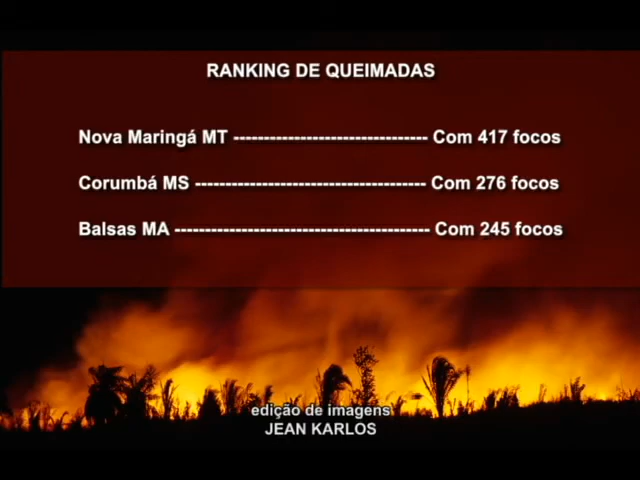 RANKING DE QUEIMADAS
Nova Maringá MT -------------------------------- Com 417 focos
Corumbá MS -------------------------------------- Com 276 focos
Balsas MA ------------------------------------------ Com 245 focos
edição de imagens
JEAN KARLOS